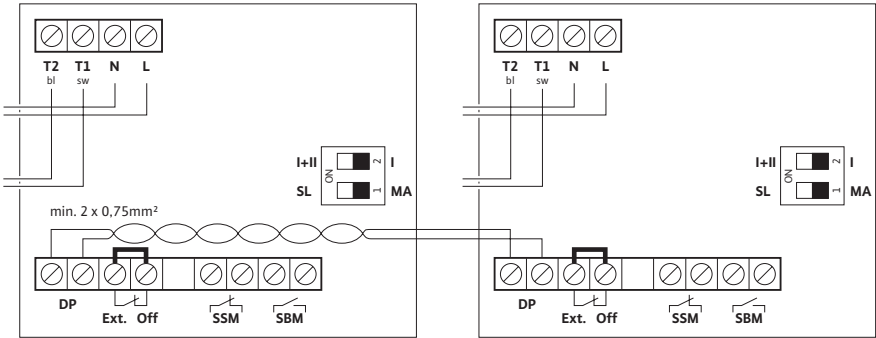 T2 T1 N L
bl sw
I+II ON 2 I
SL 1 MA
min. 2 x 0,75mm²
DP Ext. Off SSM SBM
T2 T1 N L
bl sw
I+II ON 2 I
SL 1 MA
DP Ext. Off SSM SBM